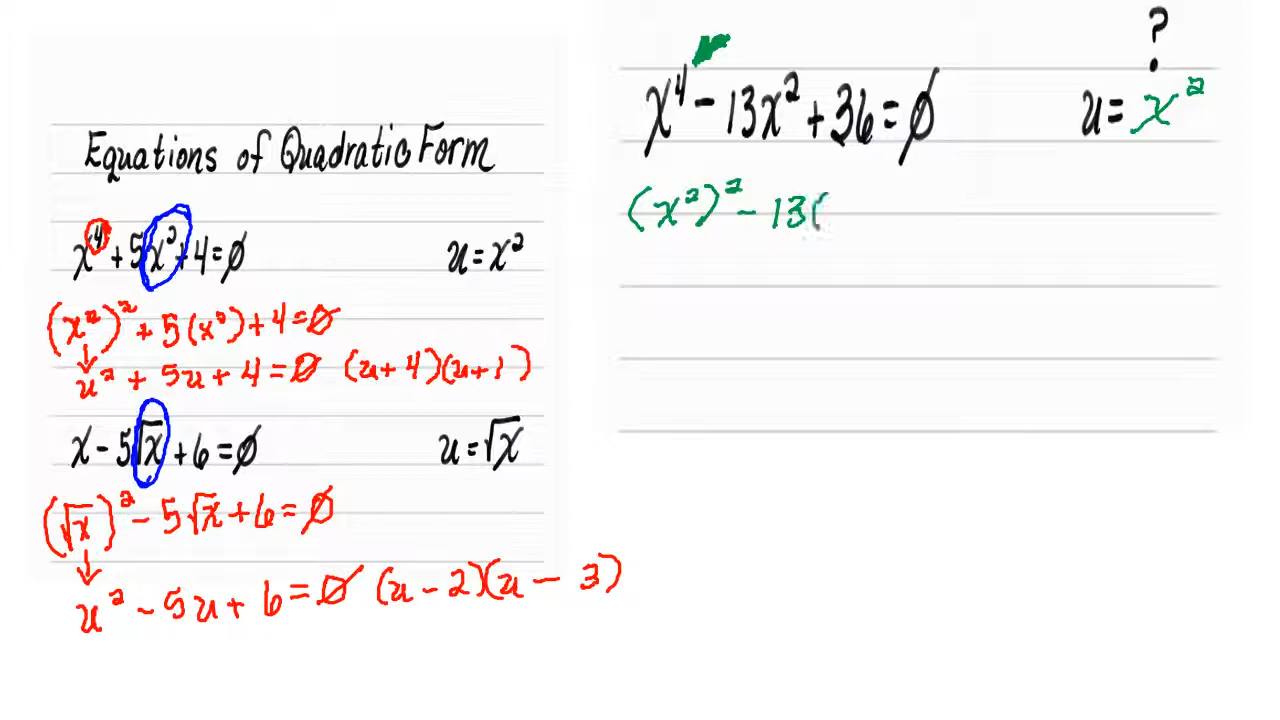 Equations of Quadratic Form
x⁴ + 5x² + 4 = 0 u = x²
(x²)² + 5(x²) + 4 = 0
u² + 5u + 4 = 0 (u + 4)(u + 1)
x − 5√x + 6 = 0 u = √x
(√x)² − 5√x + 6 = 0
u² − 5u + 6 = 0 (u − 2)(u − 3)
?
x⁴ − 13x² + 36 = 0 u = x²
(x²)² − 13(